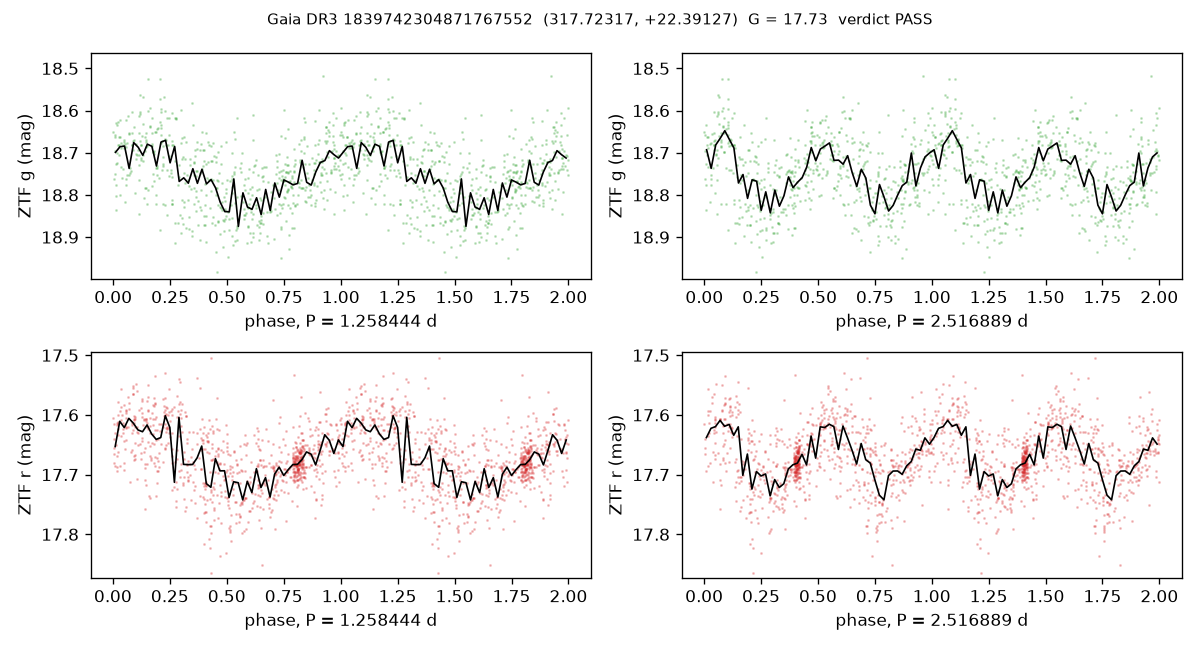 Gaia DR3 1839742304871767552 (317.72317, +22.39127) G = 17.73 verdict PASS
ZTF g (mag)
18.5
18.6
18.7
18.8
18.9
0.00 0.25 0.50 0.75 1.00 1.25 1.50 1.75 2.00
phase, P = 1.258444 d
ZTF g (mag)
18.5
18.6
18.7
18.8
18.9
0.00 0.25 0.50 0.75 1.00 1.25 1.50 1.75 2.00
phase, P = 2.516889 d
ZTF r (mag)
17.5
17.6
17.7
17.8
0.00 0.25 0.50 0.75 1.00 1.25 1.50 1.75 2.00
phase, P = 1.258444 d
ZTF r (mag)
17.5
17.6
17.7
17.8
0.00 0.25 0.50 0.75 1.00 1.25 1.50 1.75 2.00
phase, P = 2.516889 d